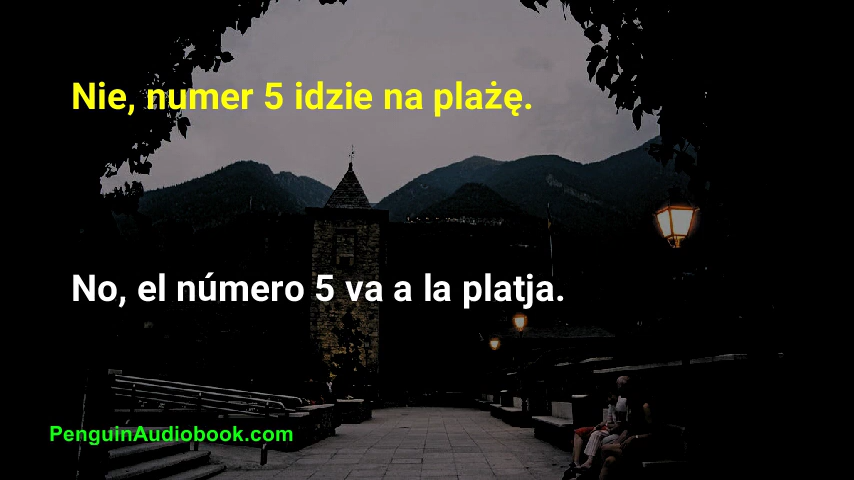 Nie, numer 5 idzie na plażę.
No, el número 5 va a la platja.
PenguinAudiobook.com